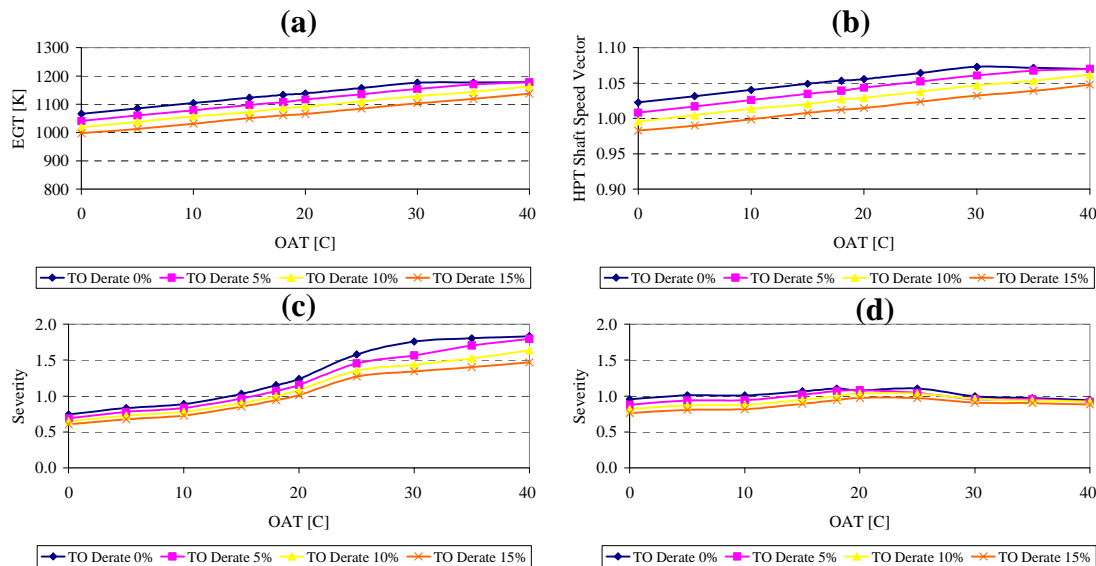 (a)
1300
1200
1100
1000
900
800
EGT [K]
0 10 20 30 40
OAT [C]
TO Derate 0% TO Derate 5% TO Derate 10% TO Derate 15%
(b)
1.10
1.05
1.00
0.95
0.90
HPT Shaft Speed Vector
0 10 20 30 40
OAT [C]
TO Derate 0% TO Derate 5% TO Derate 10% TO Derate 15%
(c)
2.0
1.5
1.0
0.5
0.0
Severity
0 10 20 30 40
OAT [C]
TO Derate 0% TO Derate 5% TO Derate 10% TO Derate 15%
(d)
2.0
1.5
1.0
0.5
0.0
Severity
0 10 20 30 40
OAT [C]
TO Derate 0% TO Derate 5% TO Derate 10% TO Derate 15%